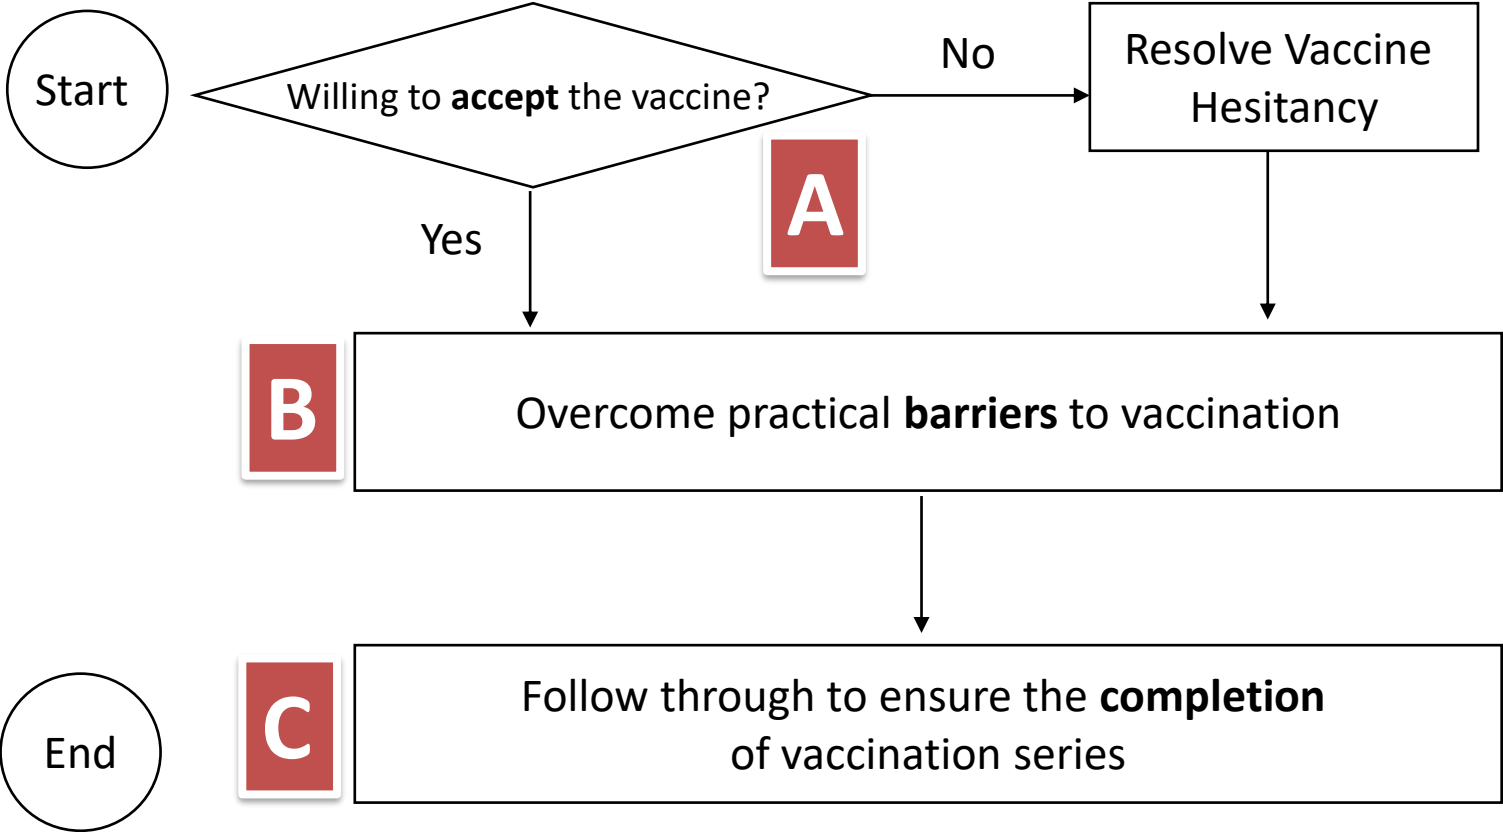 Start
Willing to accept the vaccine?
No
Resolve Vaccine
Hesitancy
A
Yes
B
Overcome practical barriers to vaccination
C
Follow through to ensure the completion
of vaccination series
End